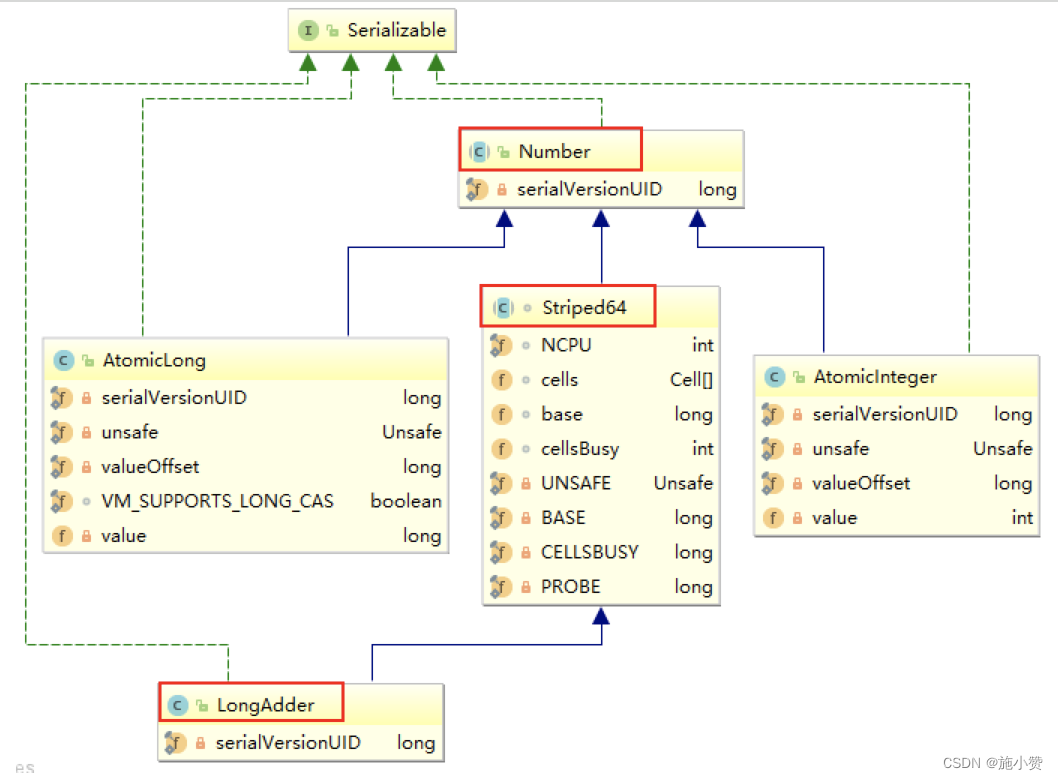 Serializable
Number
serialVersionUID long
Striped64
NCPU int
cells Cell[]
base long
cellsBusy int
UNSAFE Unsafe
BASE long
CELLSBUSY long
PROBE long
AtomicLong
serialVersionUID long
unsafe Unsafe
valueOffset long
VM_SUPPORTS_LONG_CAS boolean
value long
AtomicInteger
serialVersionUID long
unsafe Unsafe
valueOffset long
value int
LongAdder
serialVersionUID long
es
CSDN @施小赞